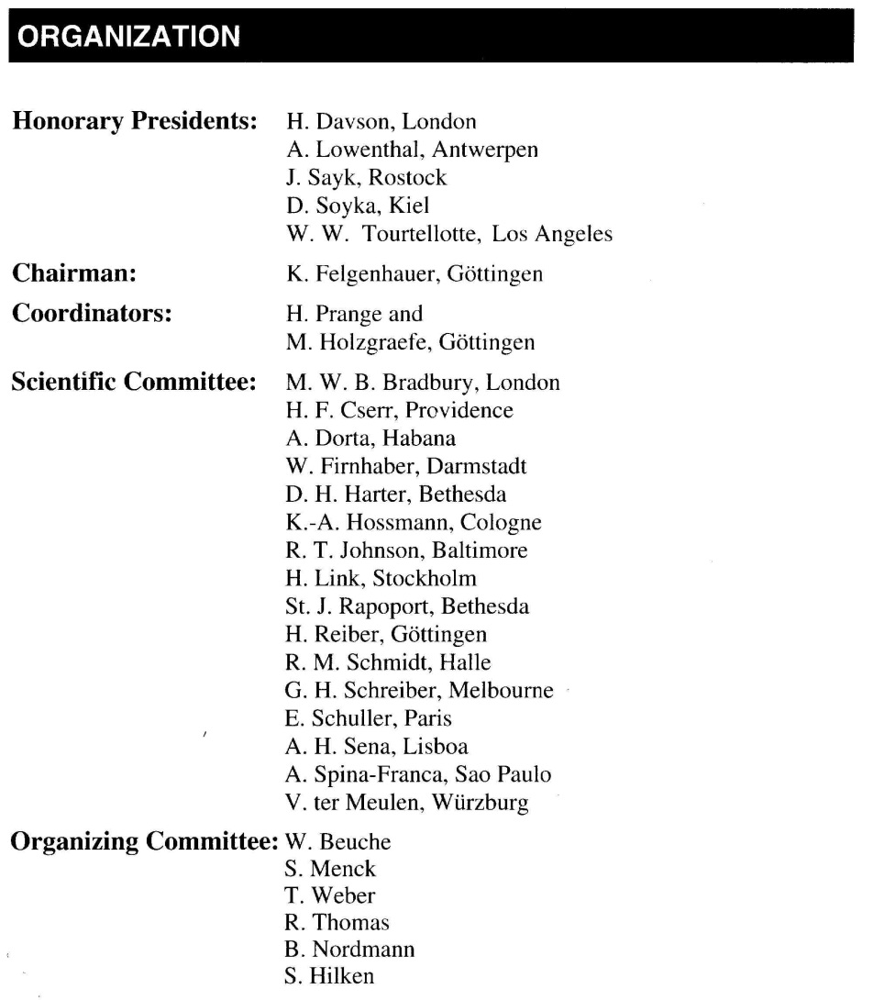 ORGANIZATION
Honorary Presidents: H. Davson, London
A. Lowenthal, Antwerpen
J. Sayk, Rostock
D. Soyka, Kiel
W. W. Tourtellotte, Los Angeles
Chairman: K. Felgenhauer, Göttingen
Coordinators: H. Prange and
M. Holzgraefe, Göttingen
Scientific Committee: M. W. B. Bradbury, London
H. F. Cserr, Providence
A. Dorta, Habana
W. Firnhaber, Darmstadt
D. H. Harter, Bethesda
K.-A. Hossmann, Cologne
R. T. Johnson, Baltimore
H. Link, Stockholm
St. J. Rapoport, Bethesda
H. Reiber, Göttingen
R. M. Schmidt, Halle
G. H. Schreiber, Melbourne
E. Schuller, Paris
A. H. Sena, Lisboa
A. Spina-Franca, Sao Paulo
V. ter Meulen, Würzburg
Organizing Committee: W. Beuche
S. Menck
T. Weber
R. Thomas
B. Nordmann
S. Hilken